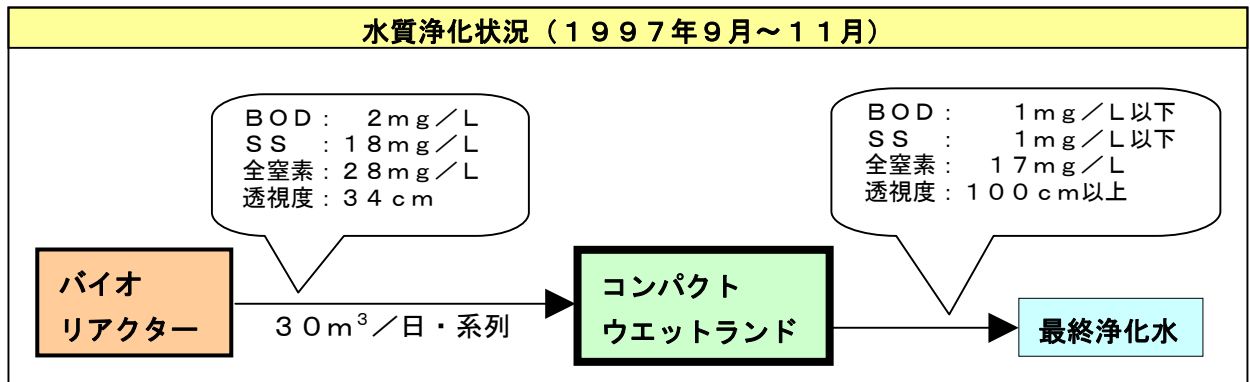 水質浄化状況（１９９７年９月～１１月）
ＢＯＤ：　２ｍｇ／Ｌ
ＳＳ　：１８ｍｇ／Ｌ
全窒素：２８ｍｇ／Ｌ
透視度：３４ｃｍ
ＢＯＤ：　　１ｍｇ／Ｌ以下
ＳＳ　：　　１ｍｇ／Ｌ以下
全窒素：　１７ｍｇ／Ｌ
透視度：１００ｃｍ以上
バイオ
リアクター
３０ｍ³／日・系列
コンパクト
ウエットランド
最終浄化水